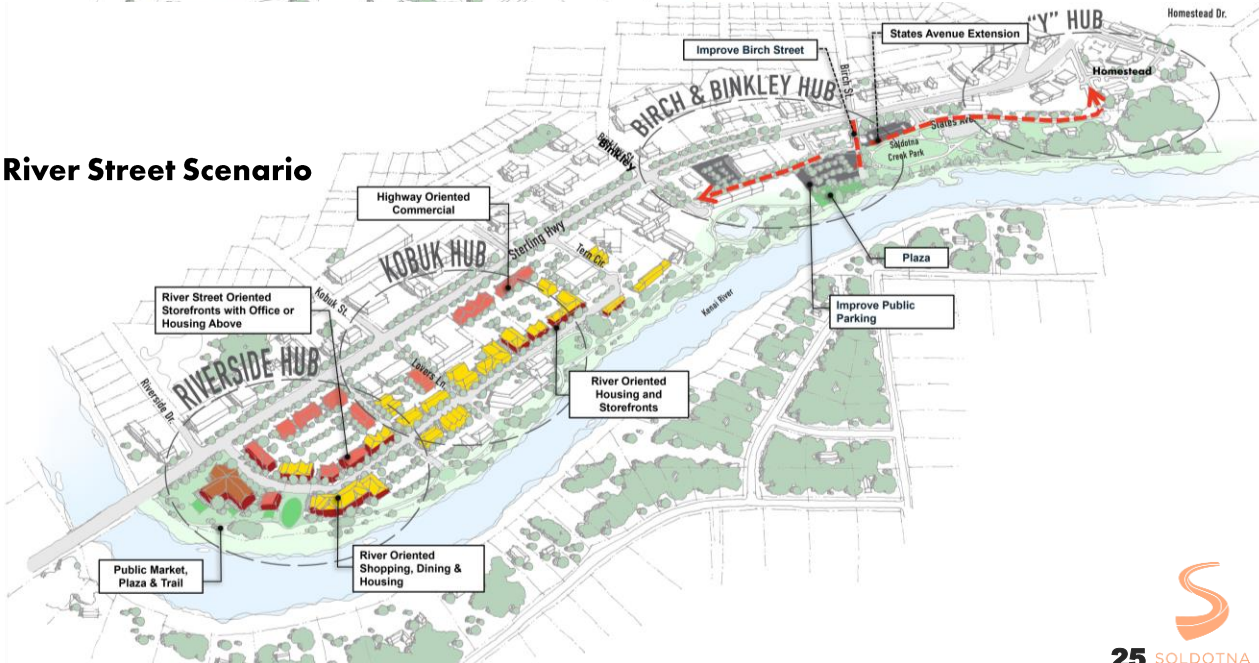 Homestead Dr.
"Y" HUB
States Avenue Extension
Improve Birch Street
Birch St.
Homestead
BIRCH & BINKLEY HUB
States Ave
Soldotna
Creek Park
Binkley
River Street Scenario
Highway Oriented
Commercial
Sterling Hwy
KOBUK HUB
Tern Cir.
Plaza
River Street Oriented
Storefronts with Office or
Housing Above
Kobuk St.
Kenai River
Improve Public
Parking
RIVERSIDE HUB
Lovers Ln.
Riverside Dr.
River Oriented
Housing and
Storefronts
Public Market,
Plaza & Trail
River Oriented
Shopping, Dining &
Housing
25 SOLDOTNA